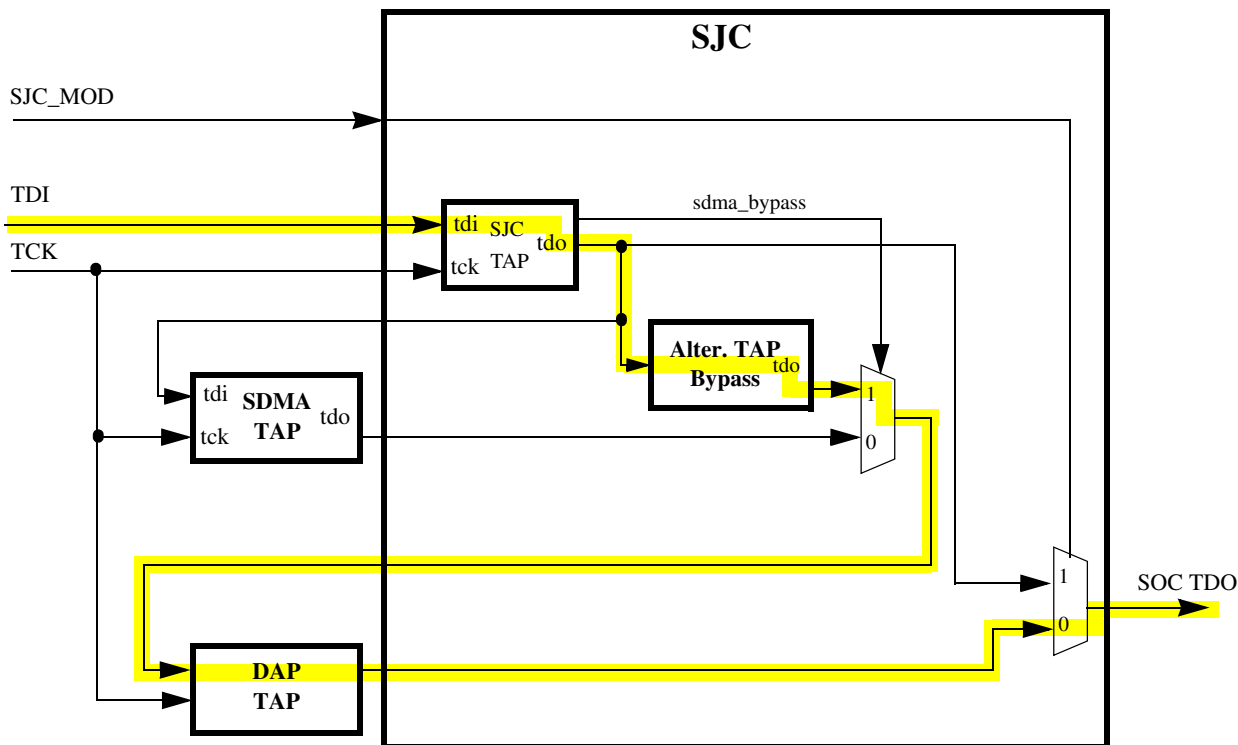 SJC
SJC_MOD
TDI
sdma_bypass
tdi SJC
tdo
TCK
tck TAP
Alter. TAP
tdo
Bypass
1
tdi
SDMA
tdo
tck TAP
0
1
SOC TDO
0
DAP
TAP